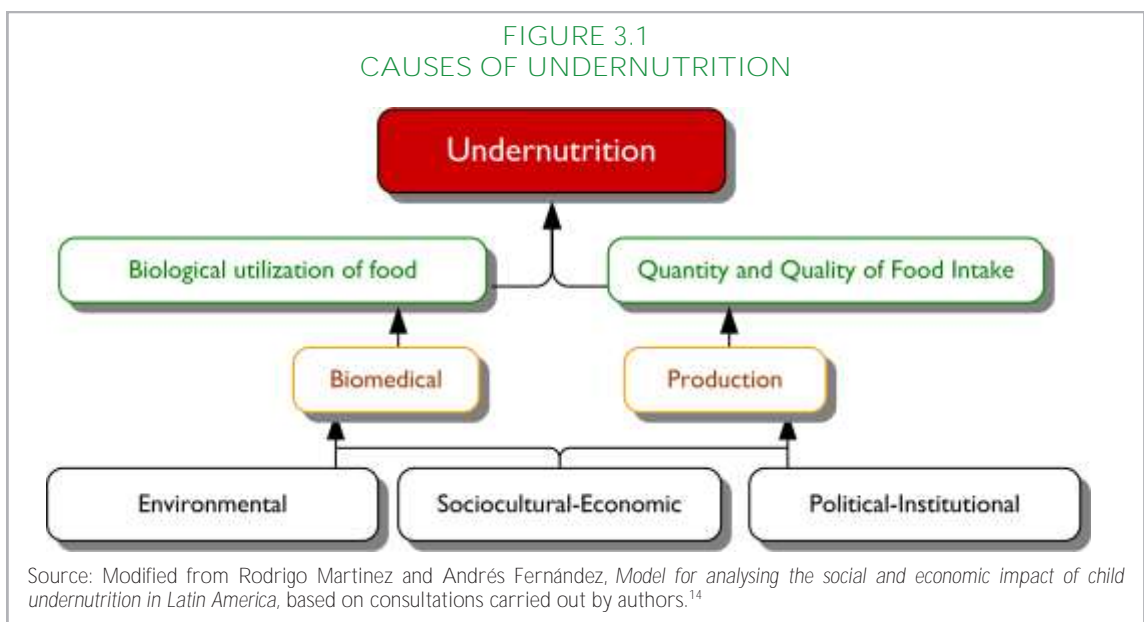 FIGURE 3.1
CAUSES OF UNDERNUTRITION
Undernutrition
Biological utilization of food
Quantity and Quality of Food Intake
Biomedical
Production
Environmental
Sociocultural-Economic
Political-Institutional
Source: Modified from Rodrigo Martinez and Andrés Fernández, Model for analysing the social and economic impact of child
undernutrition in Latin America, based on consultations carried out by authors.¹⁴